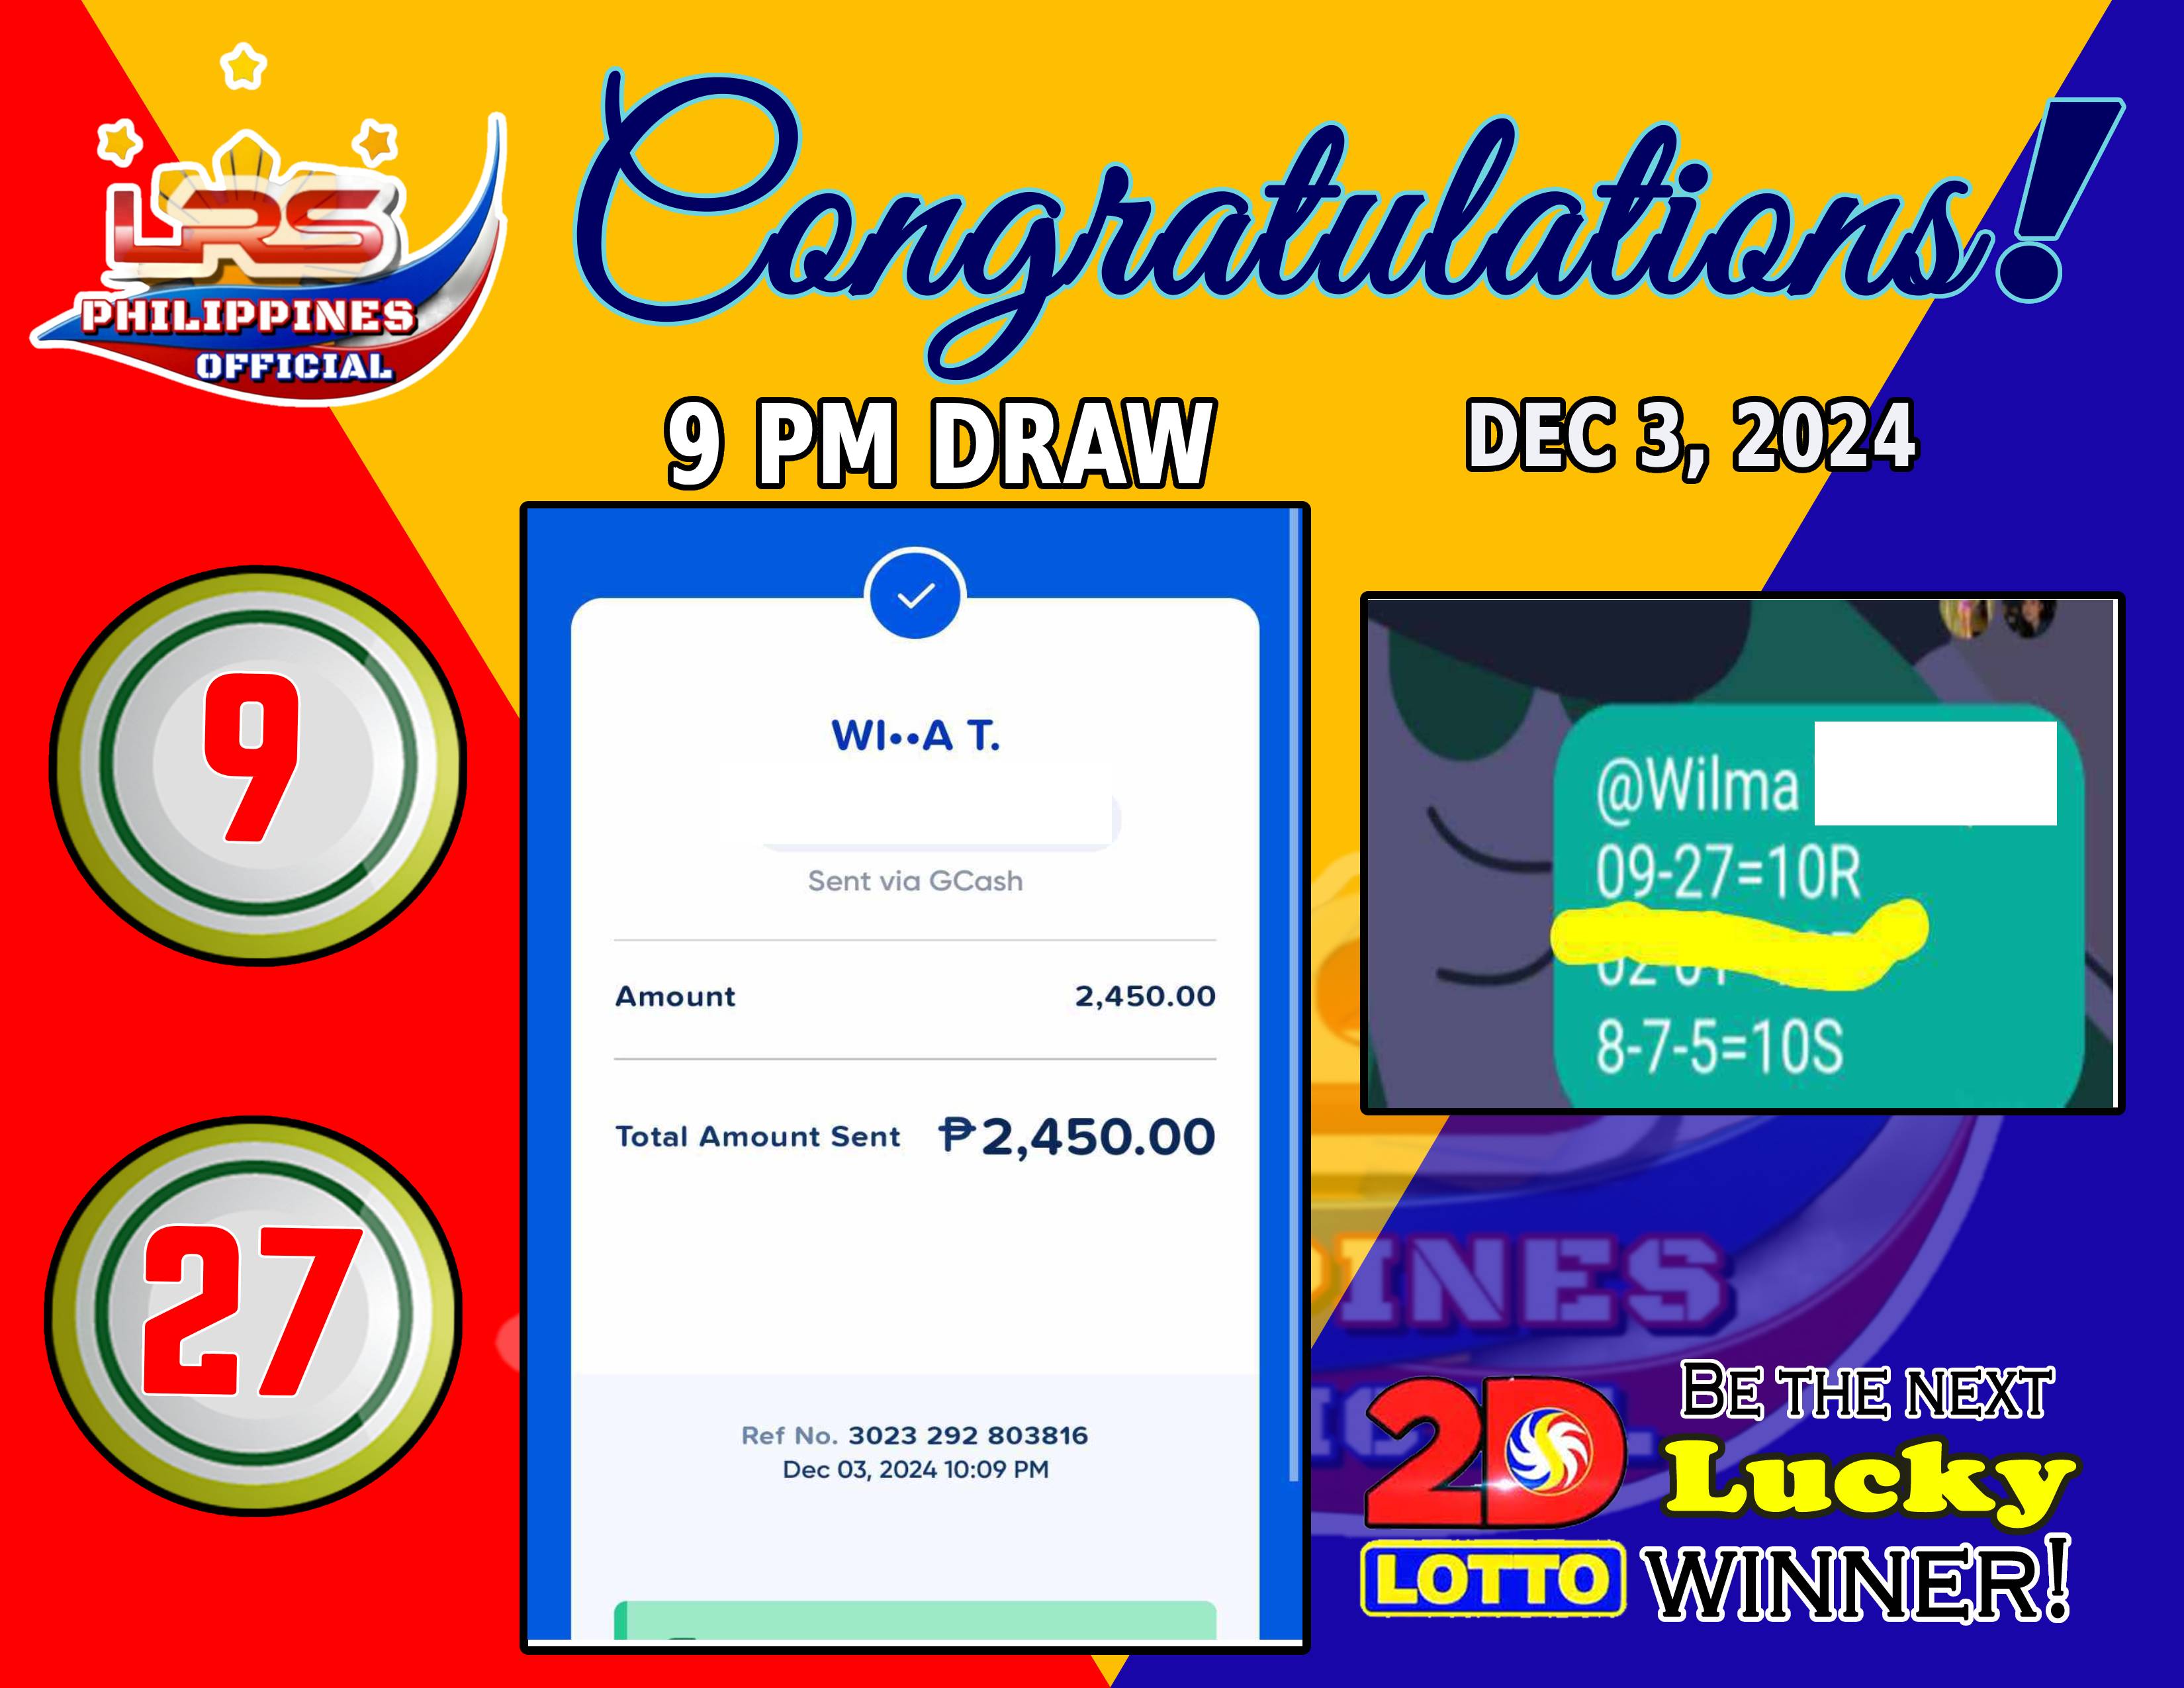 LRS
PHILIPPINES
OFFICIAL
Congratulations!
9 PM DRAW
DEC 3, 2024
9
27
WI••A T.
Sent via GCash
Amount 2,450.00
Total Amount Sent ₱2,450.00
Ref No. 3023 292 803816
Dec 03, 2024 10:09 PM
@Wilma
09-27=10R
8-7-5=10S
PINES
2D
LOTTO
BE THE NEXT
Lucky
WINNER!